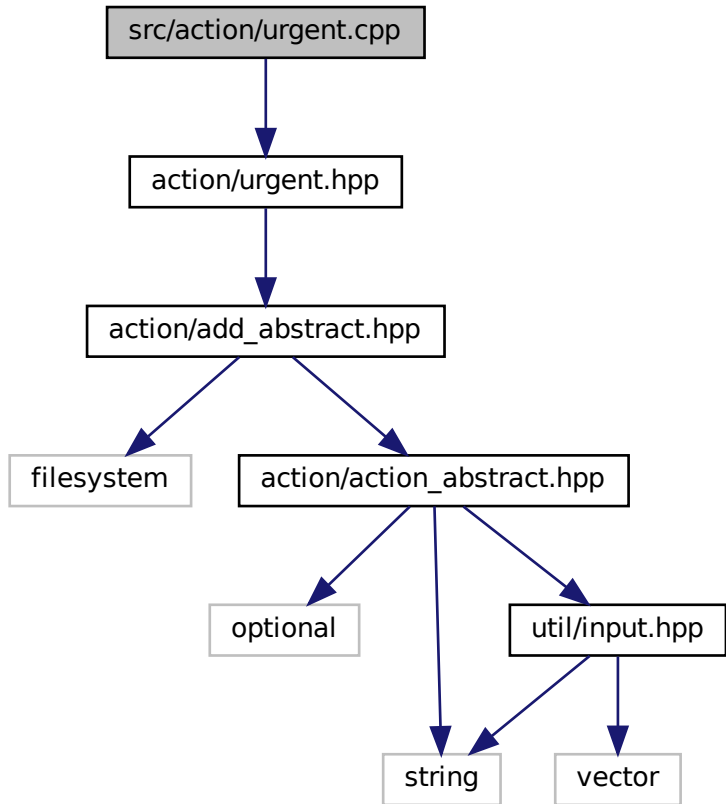 src/action/urgent.cpp
action/urgent.hpp
action/add_abstract.hpp
filesystem
action/action_abstract.hpp
optional
util/input.hpp
string
vector